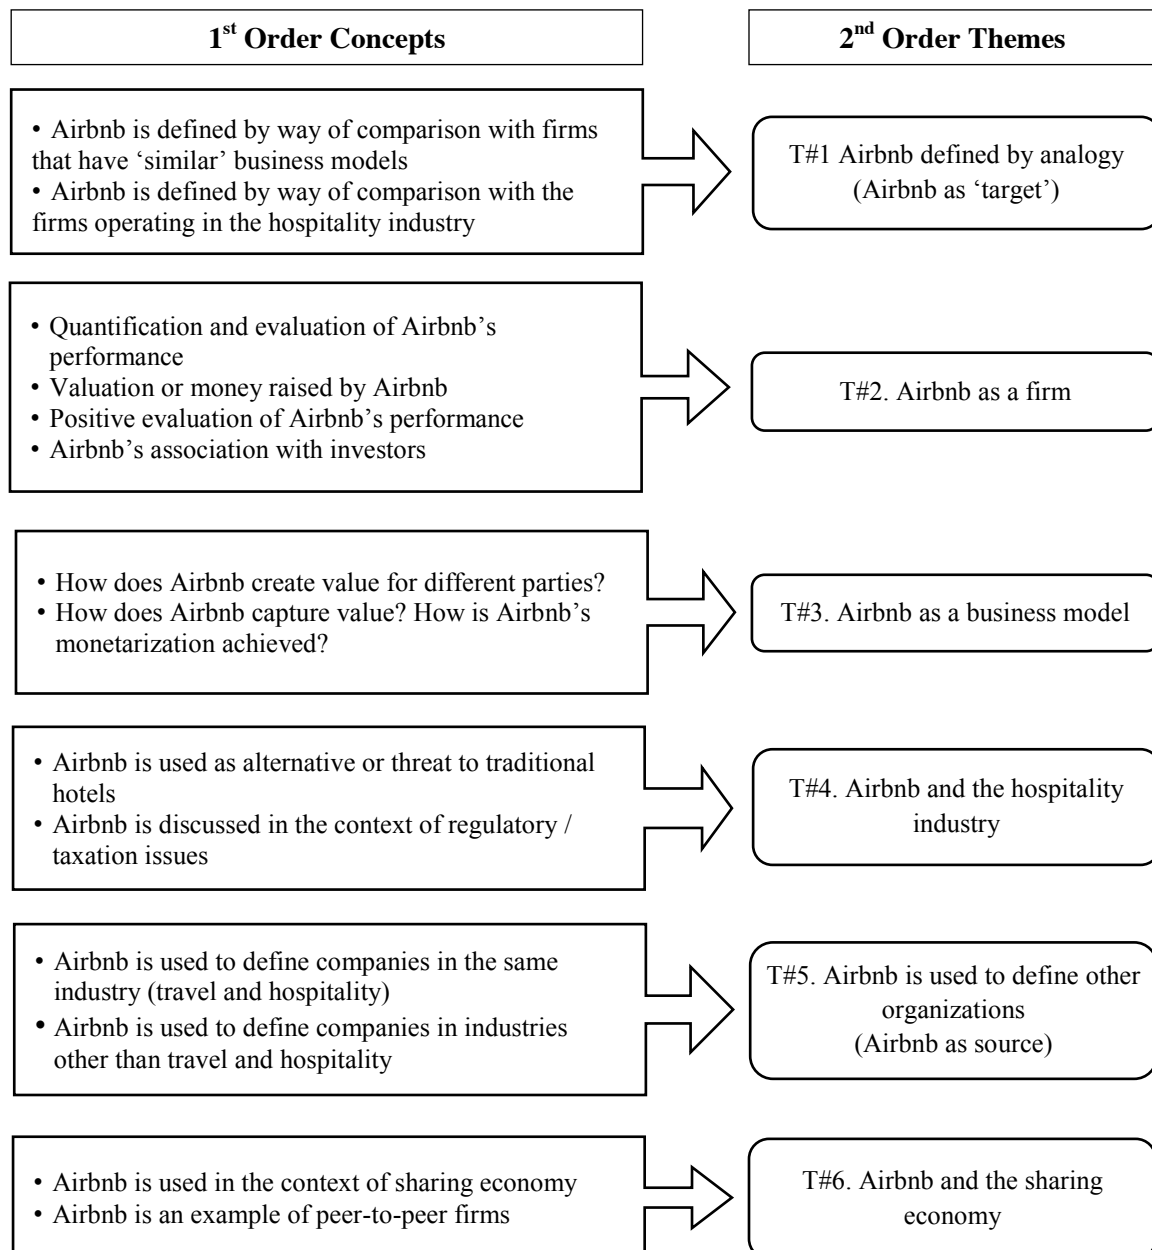 1st Order Concepts
2nd Order Themes
• Airbnb is defined by way of comparison with firms
that have ‘similar’ business models
• Airbnb is defined by way of comparison with the
firms operating in the hospitality industry
T#1 Airbnb defined by analogy
(Airbnb as ‘target’)
• Quantification and evaluation of Airbnb’s
performance
• Valuation or money raised by Airbnb
• Positive evaluation of Airbnb’s performance
• Airbnb’s association with investors
T#2. Airbnb as a firm
• How does Airbnb create value for different parties?
• How does Airbnb capture value? How is Airbnb’s
monetarization achieved?
T#3. Airbnb as a business model
• Airbnb is used as alternative or threat to traditional
hotels
• Airbnb is discussed in the context of regulatory /
taxation issues
T#4. Airbnb and the hospitality
industry
• Airbnb is used to define companies in the same
industry (travel and hospitality)
• Airbnb is used to define companies in industries
other than travel and hospitality
T#5. Airbnb is used to define other
organizations
(Airbnb as source)
• Airbnb is used in the context of sharing economy
• Airbnb is an example of peer-to-peer firms
T#6. Airbnb and the sharing
economy